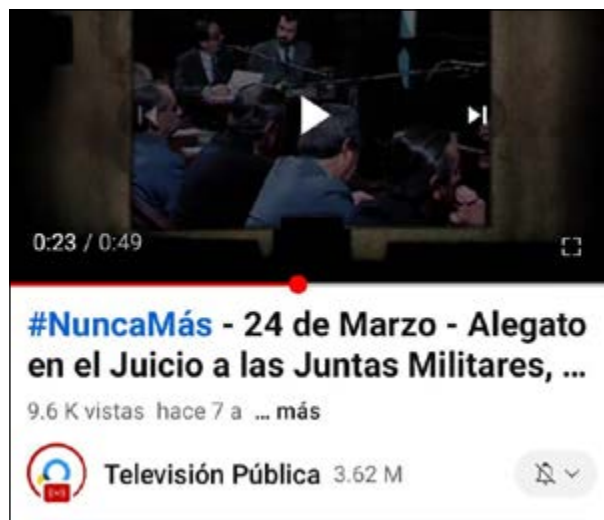 0:23 / 0:49
#NuncaMás - 24 de Marzo - Alegato
en el Juicio a las Juntas Militares, ...
9.6 K vistas hace 7 a ... más
Televisión Pública 3.62 M